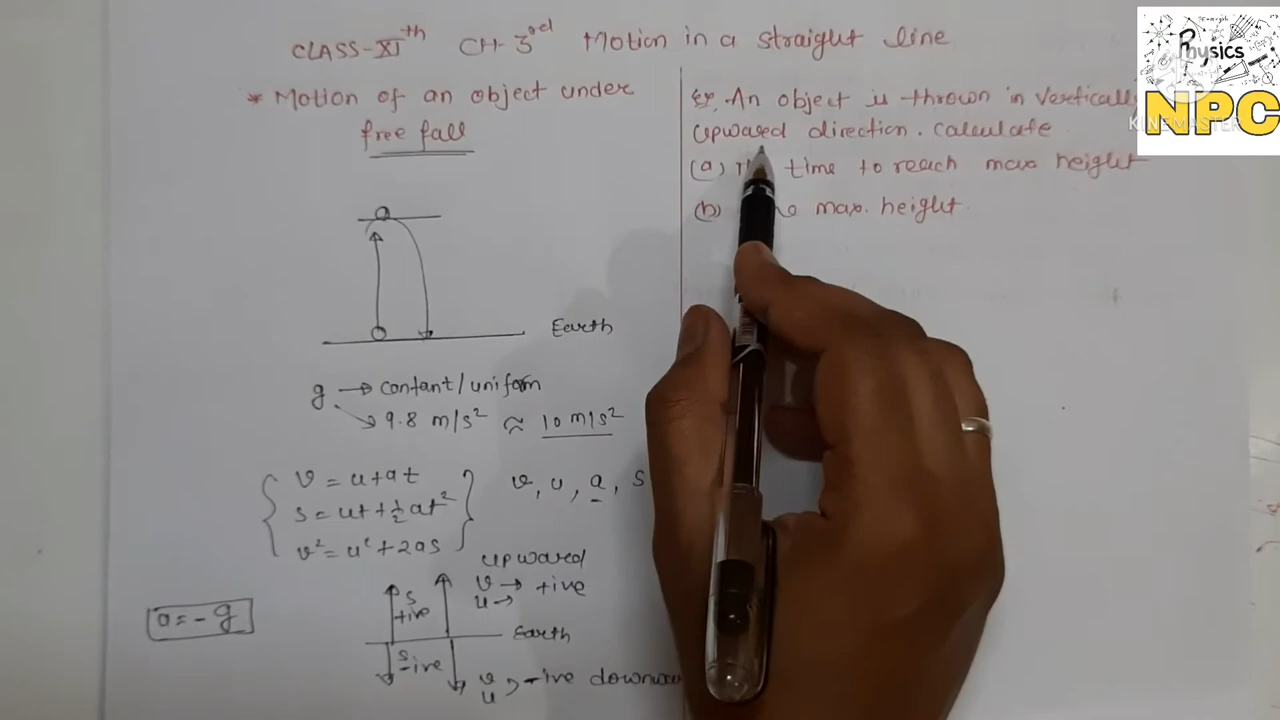 CLASS-XIth CH-3rd Motion in a straight line
* Motion of an object under
free fall
Earth
g → contant/uniform
→ 9.8 m/s² ≈ 10 m/s²
v = u+at
s = ut + ½at²
v² = u² + 2as
v, u, a, s
a = -g
upward
v → +ive
u →
s
+ive
Earth
s
-ive
v
u
-ive
Ex. An object is thrown in vertically
upward direction. calculate
(a) time to reach max height
(b) max. height.
Physics
NPC
KINEMASTER